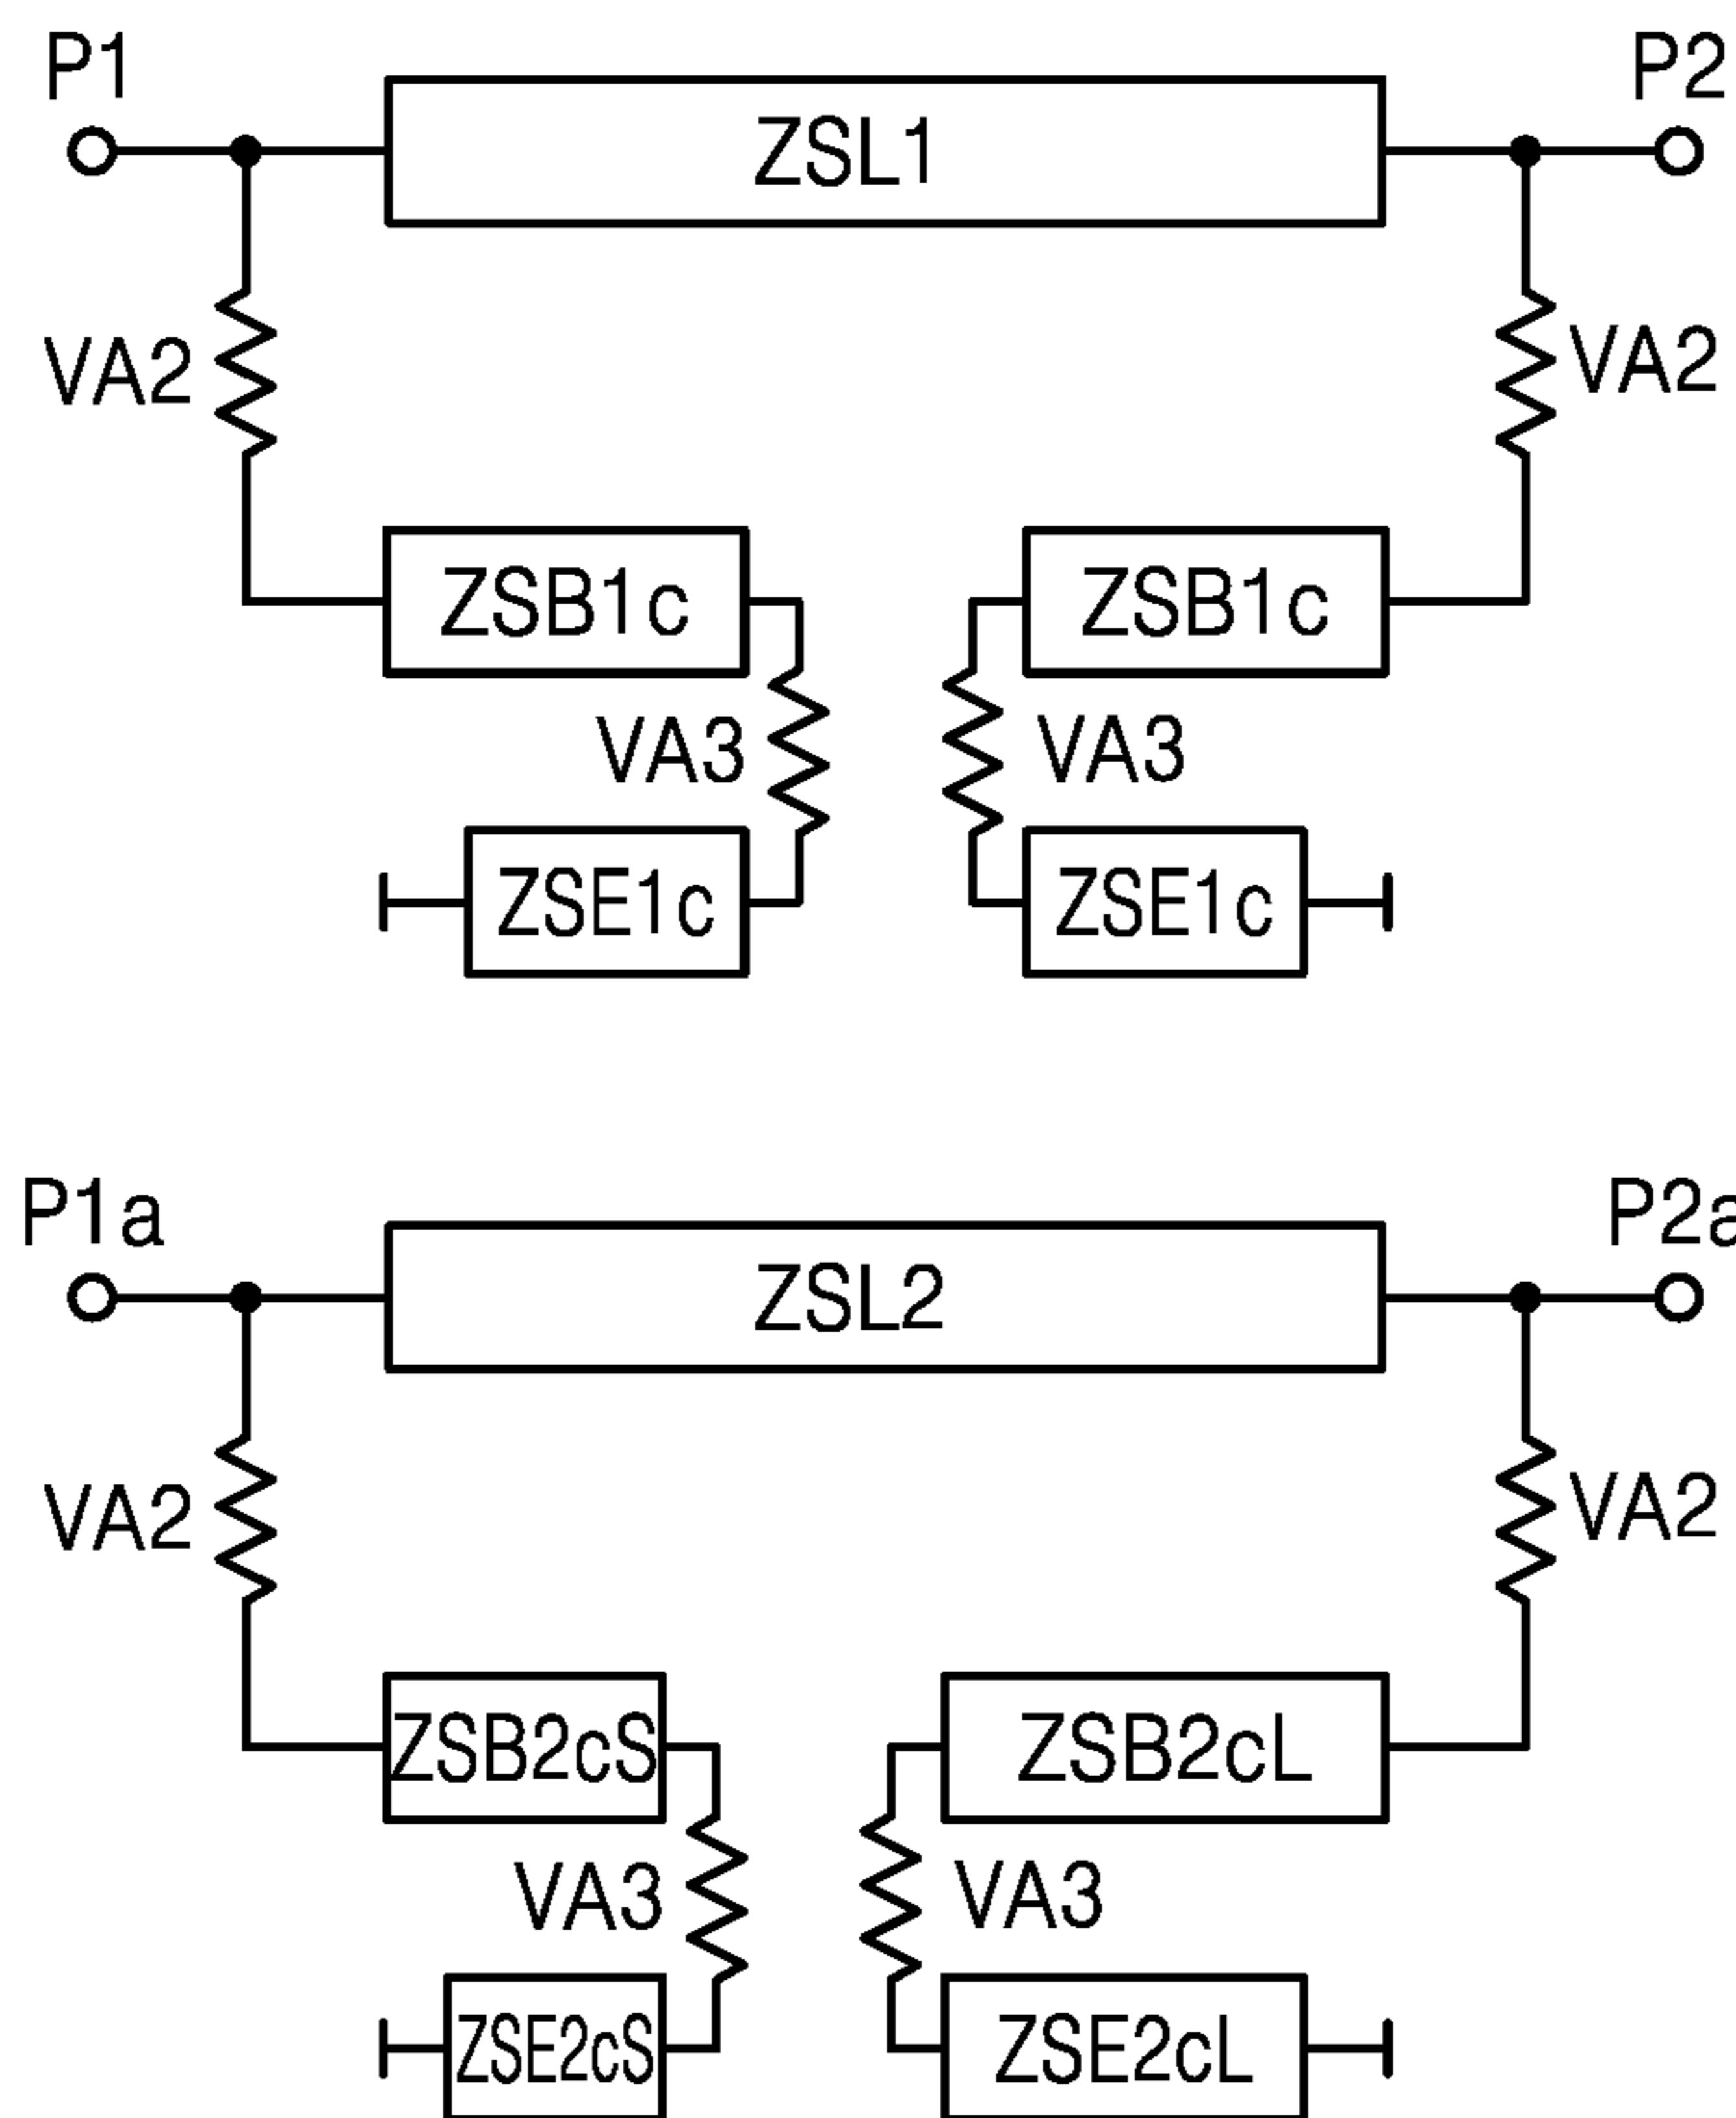 P1 P2
ZSL1
VA2 VA2
ZSB1c ZSB1c
VA3 VA3
ZSE1c ZSE1c
P1a P2a
ZSL2
VA2 VA2
ZSB2cS ZSB2cL
VA3 VA3
ZSE2cS ZSE2cL